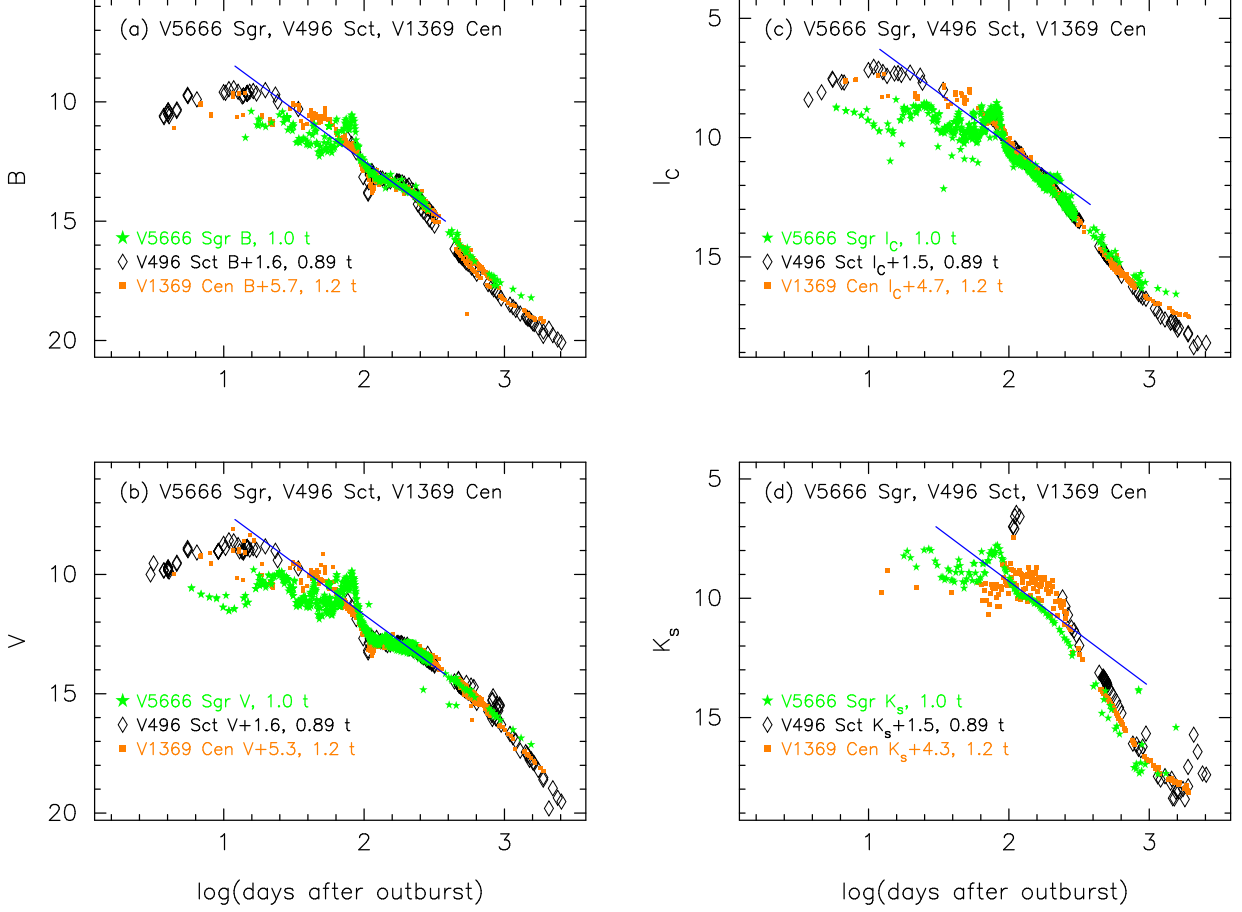 (a) V5666 Sgr, V496 Sct, V1369 Cen
B
10
15
20
V5666 Sgr B, 1.0 t
V496 Sct B+1.6, 0.89 t
V1369 Cen B+5.7, 1.2 t
1 2 3
(c) V5666 Sgr, V496 Sct, V1369 Cen
I_C
5
10
15
V5666 Sgr I_C, 1.0 t
V496 Sct I_C+1.5, 0.89 t
V1369 Cen I_C+4.7, 1.2 t
1 2 3
(b) V5666 Sgr, V496 Sct, V1369 Cen
V
10
15
20
V5666 Sgr V, 1.0 t
V496 Sct V+1.6, 0.89 t
V1369 Cen V+5.3, 1.2 t
1 2 3
log(days after outburst)
(d) V5666 Sgr, V496 Sct, V1369 Cen
K_s
5
10
15
V5666 Sgr K_s, 1.0 t
V496 Sct K_s+1.5, 0.89 t
V1369 Cen K_s+4.3, 1.2 t
1 2 3
log(days after outburst)